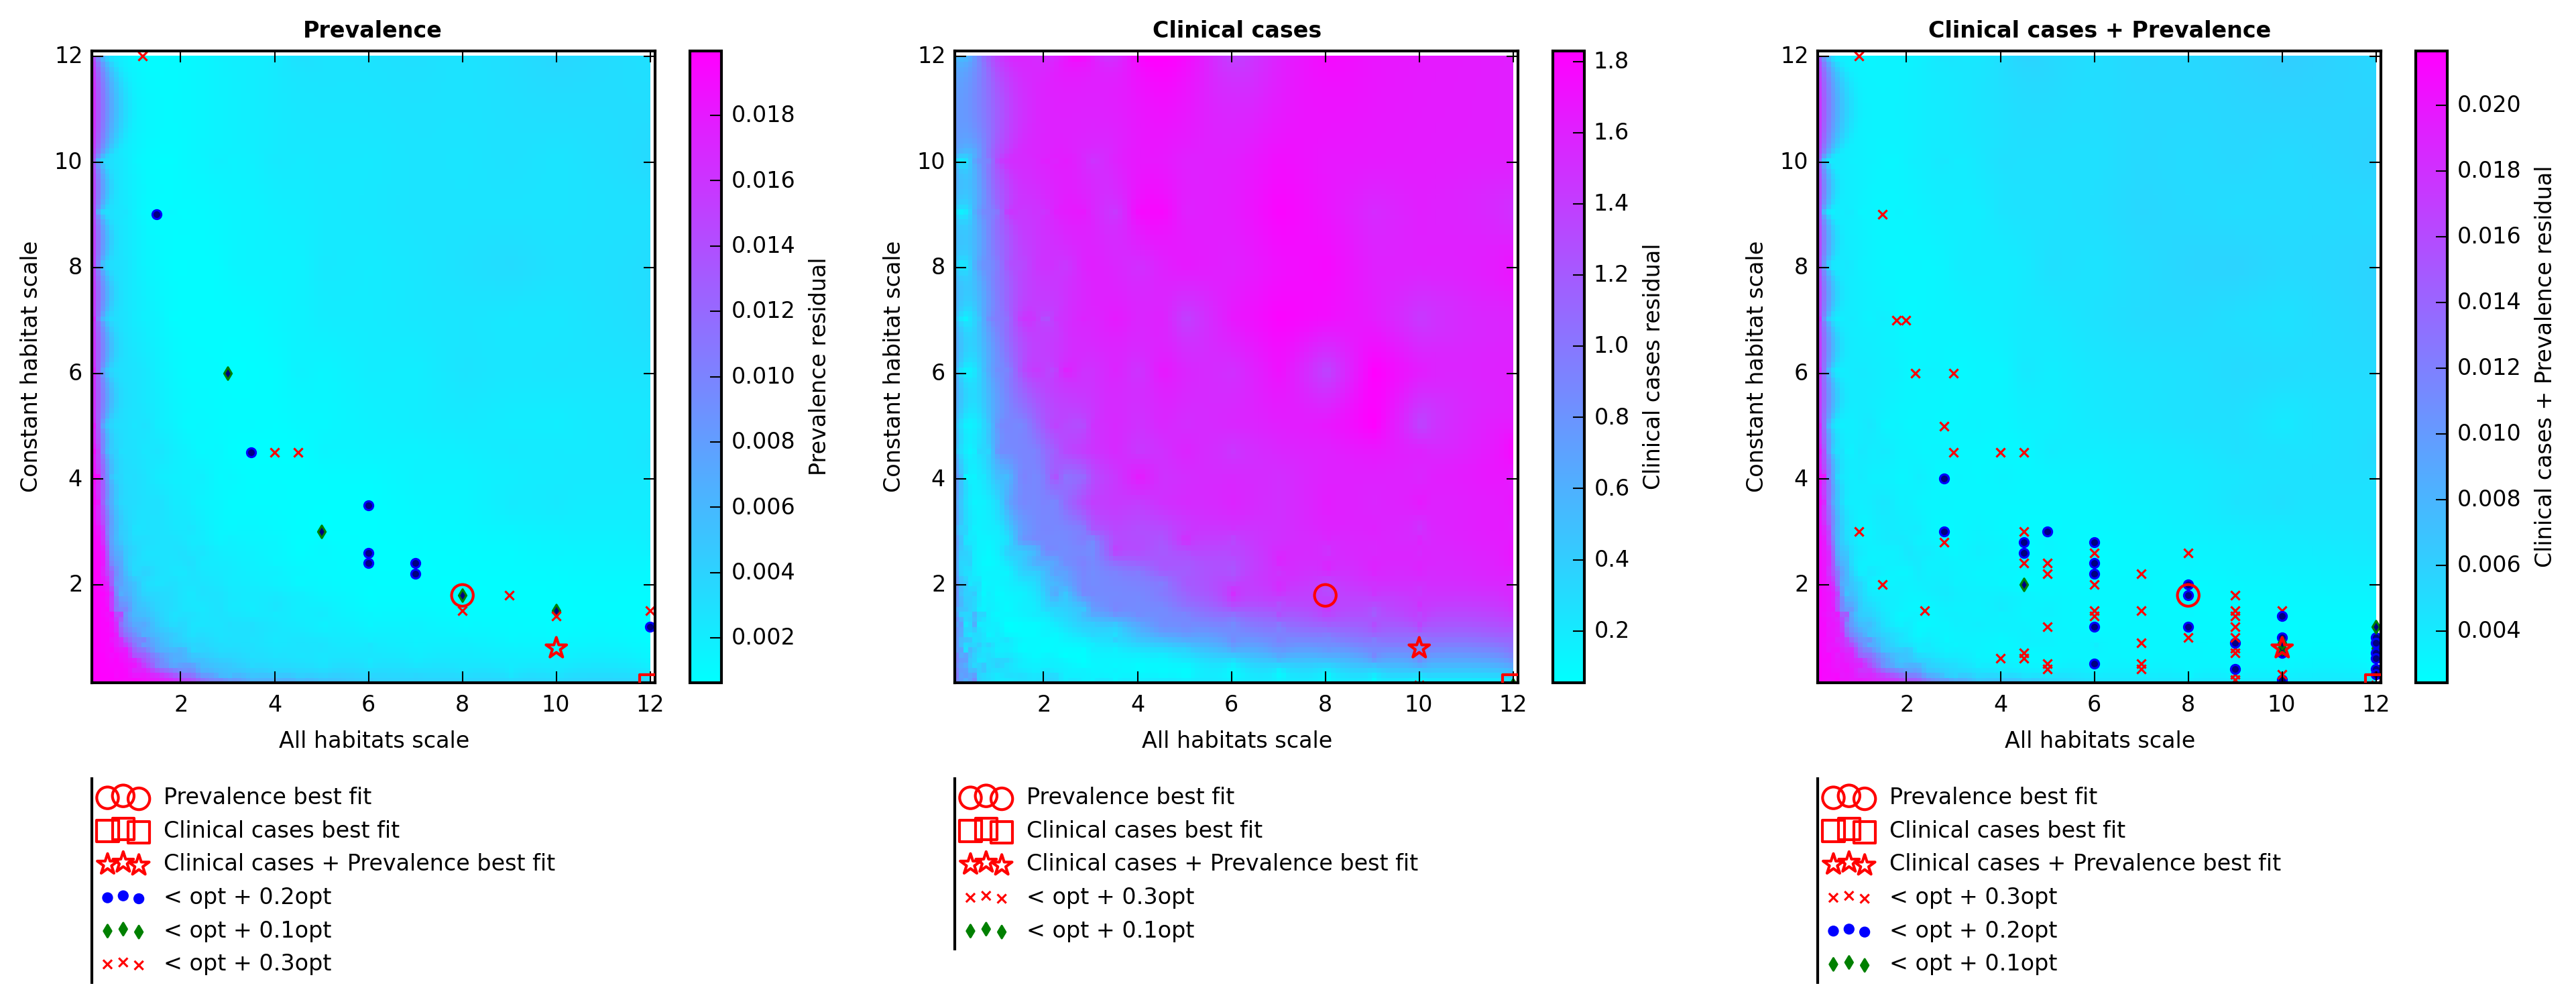 Prevalence
12
10
8
6
4
2
Constant habitat scale
2 4 6 8 10 12
All habitats scale
0.018
0.016
0.014
0.012
0.010
0.008
0.006
0.004
0.002
Prevalence residual
Prevalence best fit
Clinical cases best fit
Clinical cases + Prevalence best fit
< opt + 0.2opt
< opt + 0.1opt
< opt + 0.3opt
Clinical cases
12
10
8
6
4
2
Constant habitat scale
2 4 6 8 10 12
All habitats scale
1.8
1.6
1.4
1.2
1.0
0.8
0.6
0.4
0.2
Clinical cases residual
Prevalence best fit
Clinical cases best fit
Clinical cases + Prevalence best fit
< opt + 0.3opt
< opt + 0.1opt
Clinical cases + Prevalence
12
10
8
6
4
2
Constant habitat scale
2 4 6 8 10 12
All habitats scale
0.020
0.018
0.016
0.014
0.012
0.010
0.008
0.006
0.004
Clinical cases + Prevalence residual
Prevalence best fit
Clinical cases best fit
Clinical cases + Prevalence best fit
< opt + 0.3opt
< opt + 0.2opt
< opt + 0.1opt